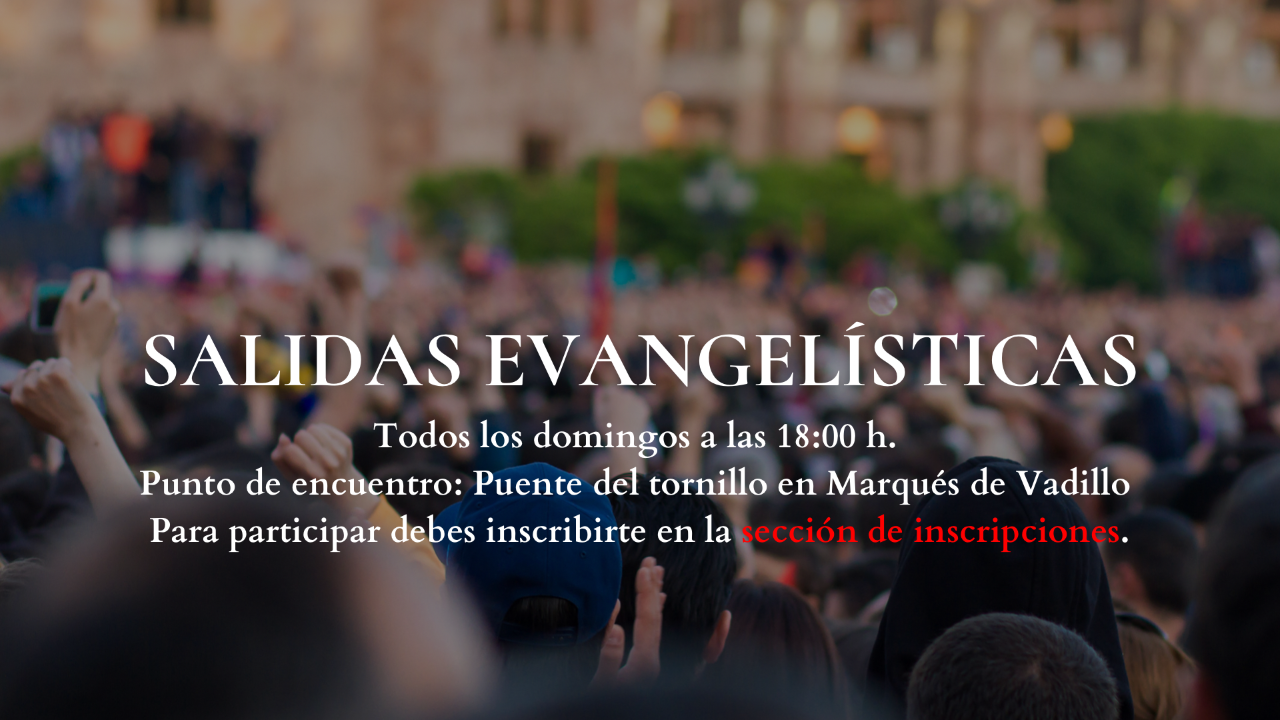 SALIDAS EVANGELÍSTICAS
Todos los domingos a las 18:00 h.
Punto de encuentro: Puente del tornillo en Marqués de Vadillo
Para participar debes inscribirte en la sección de inscripciones.